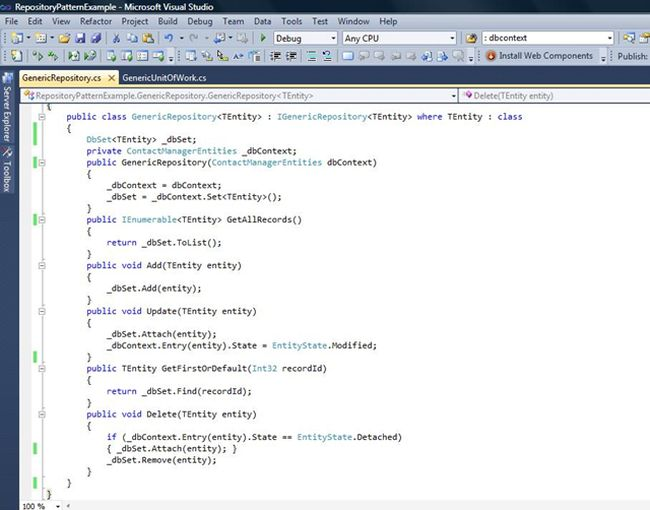 RepositoryPatternExample - Microsoft Visual Studio
File Edit View Refactor Project Build Debug Team Data Tools Test Window Help
Debug Any CPU : dbcontext
Install Web Components Publish:
GenericRepository.cs X GenericUnitOfWork.cs
RepositoryPatternExample.GenericRepository.GenericRepository<TEntity> Delete(TEntity entity)
Server Explorer
Toolbox
{
public class GenericRepository<TEntity> : IGenericRepository<TEntity> where TEntity : class
{
DbSet<TEntity> _dbSet;
private ContactManagerEntities _dbContext;
public GenericRepository(ContactManagerEntities dbContext)
{
_dbContext = dbContext;
_dbSet = _dbContext.Set<TEntity>();
}
public IEnumerable<TEntity> GetAllRecords()
{
return _dbSet.ToList();
}
public void Add(TEntity entity)
{
_dbSet.Add(entity);
}
public void Update(TEntity entity)
{
_dbSet.Attach(entity);
_dbContext.Entry(entity).State = EntityState.Modified;
}
public TEntity GetFirstOrDefault(Int32 recordId)
{
return _dbSet.Find(recordId);
}
public void Delete(TEntity entity)
{
if (_dbContext.Entry(entity).State == EntityState.Detached)
{ _dbSet.Attach(entity); }
_dbSet.Remove(entity);
}
}
}
100 %